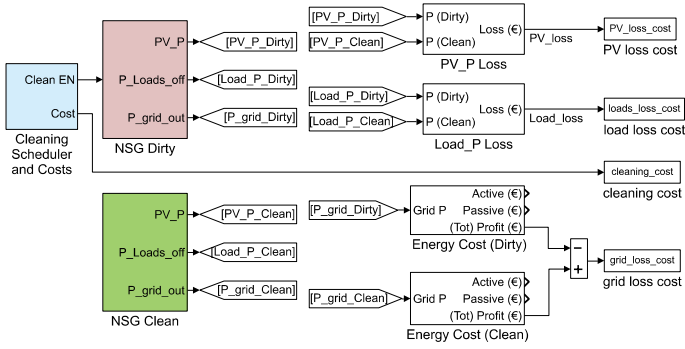 Clean EN
Cost
Cleaning
Scheduler
and Costs
PV_P
P_Loads_off
P_grid_out
NSG Dirty
[PV_P_Dirty]
[Load_P_Dirty]
[P_grid_Dirty]
PV_P
P_Loads_off
P_grid_out
NSG Clean
[PV_P_Clean]
[Load_P_Clean]
[P_grid_Clean]
[PV_P_Dirty]
[PV_P_Clean]
P (Dirty)
P (Clean)
Loss (€)
PV_P Loss
PV_loss
PV_loss_cost
PV loss cost
[Load_P_Dirty]
[Load_P_Clean]
P (Dirty)
P (Clean)
Loss (€)
Load_P Loss
Load_loss
loads_loss_cost
load loss cost
cleaning_cost
cleaning cost
[P_grid_Dirty]
Grid P
Active (€)
Passive (€)
(Tot) Profit (€)
Energy Cost (Dirty)
[P_grid_Clean]
Grid P
Active (€)
Passive (€)
(Tot) Profit (€)
Energy Cost (Clean)
−
+
grid_loss_cost
grid loss cost